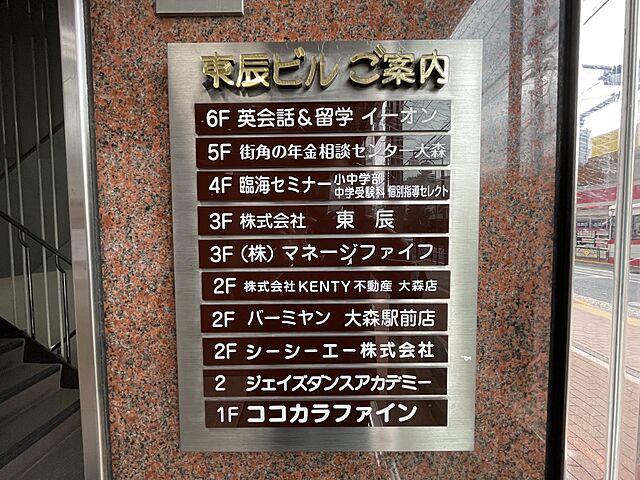 東辰ビル ご案内
6F 英会話&留学 イーオン
5F 街角の年金相談センター大森
4F 臨海セミナー 小中学部 中学受験科 個別指導セレクト
3F 株式会社 東辰
3F (株) マネージファイフ
2F 株式会社KENTY不動産 大森店
2F バーミヤン 大森駅前店
2F シーシーエー株式会社
2 ジェイズダンスアカデミー
1F ココカラファイン